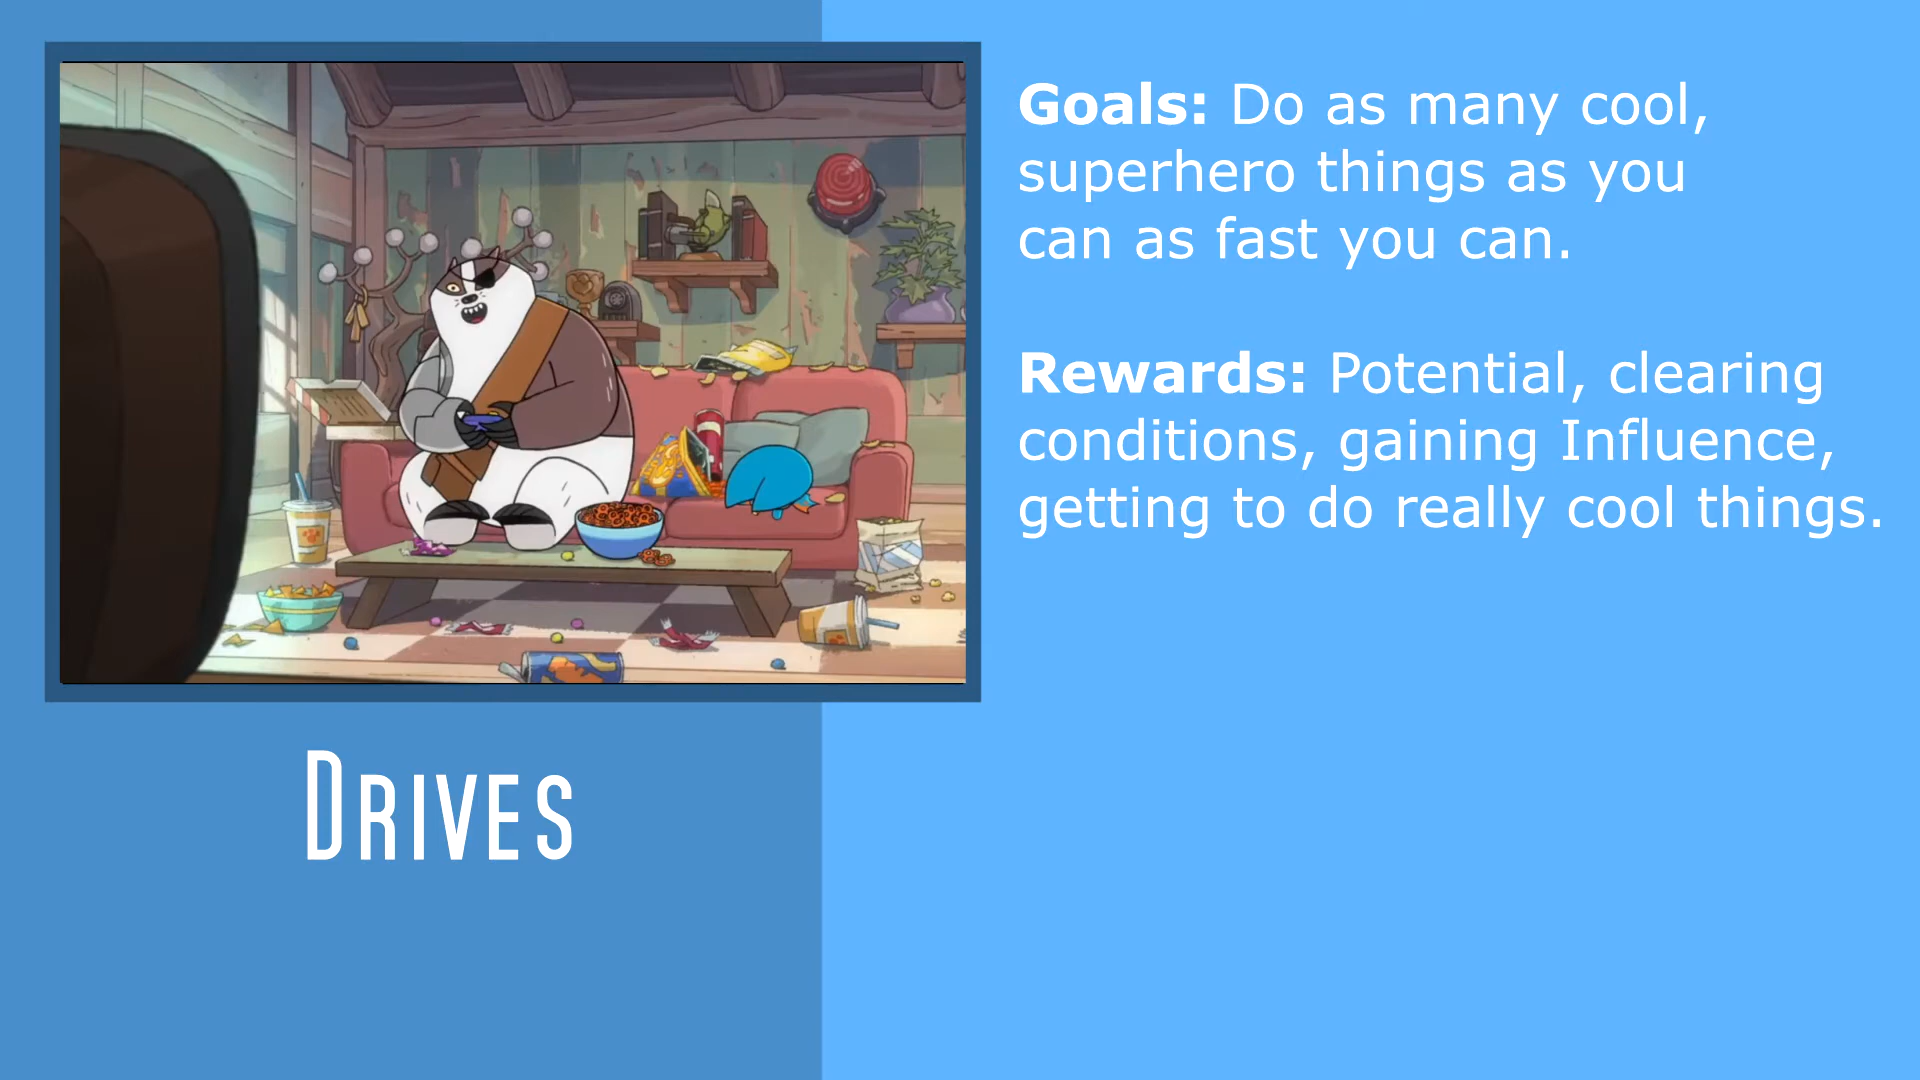 Goals: Do as many cool,
superhero things as you
can as fast you can.
Rewards: Potential, clearing
conditions, gaining Influence,
getting to do really cool things.
Drives